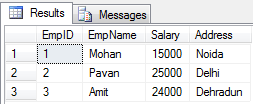 Results Messages
EmpID EmpName Salary Address
1 1 Mohan 15000 Noida
2 2 Pavan 25000 Delhi
3 3 Amit 24000 Dehradun